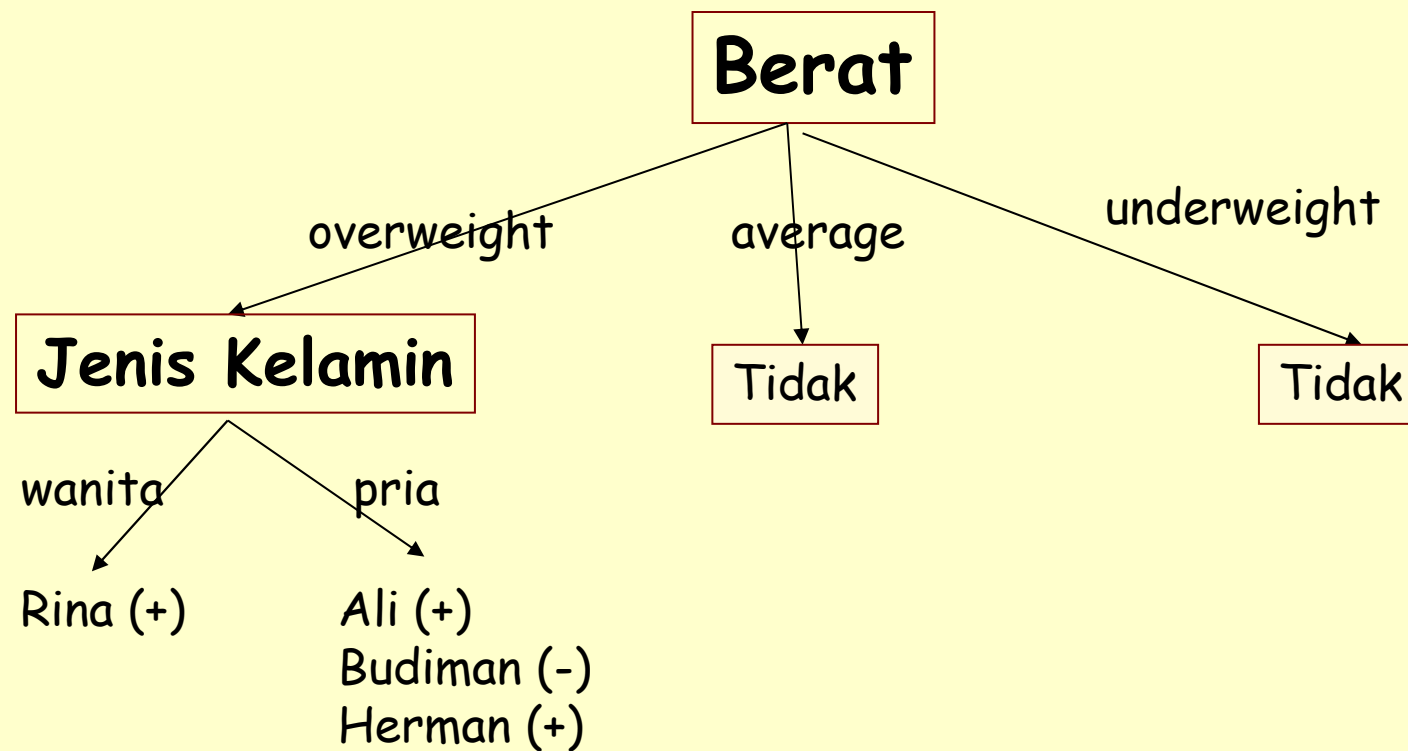 Berat
overweight average underweight
Jenis Kelamin
Tidak
Tidak
wanita pria
Rina (+)
Ali (+)
Budiman (-)
Herman (+)